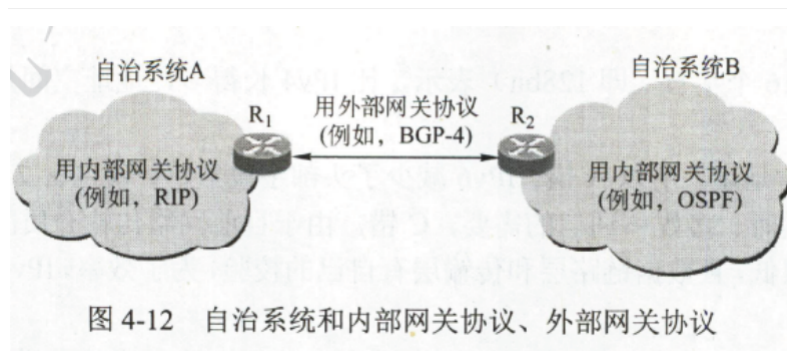 自治系统A
自治系统B
用外部网关协议
(例如，BGP-4)
R₁
R₂
用内部网关协议
(例如，RIP)
用内部网关协议
(例如，OSPF)
图 4-12 自治系统和内部网关协议、外部网关协议